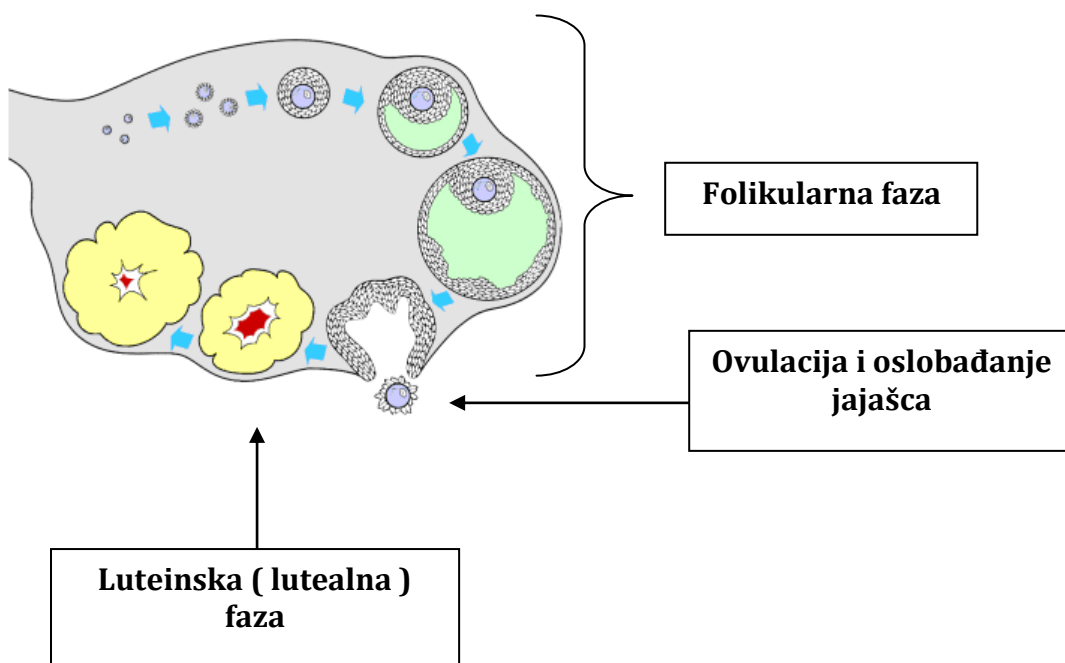 Folikularna faza
Ovulacija i oslobađanje
jajašca
Luteinska ( lutealna )
faza